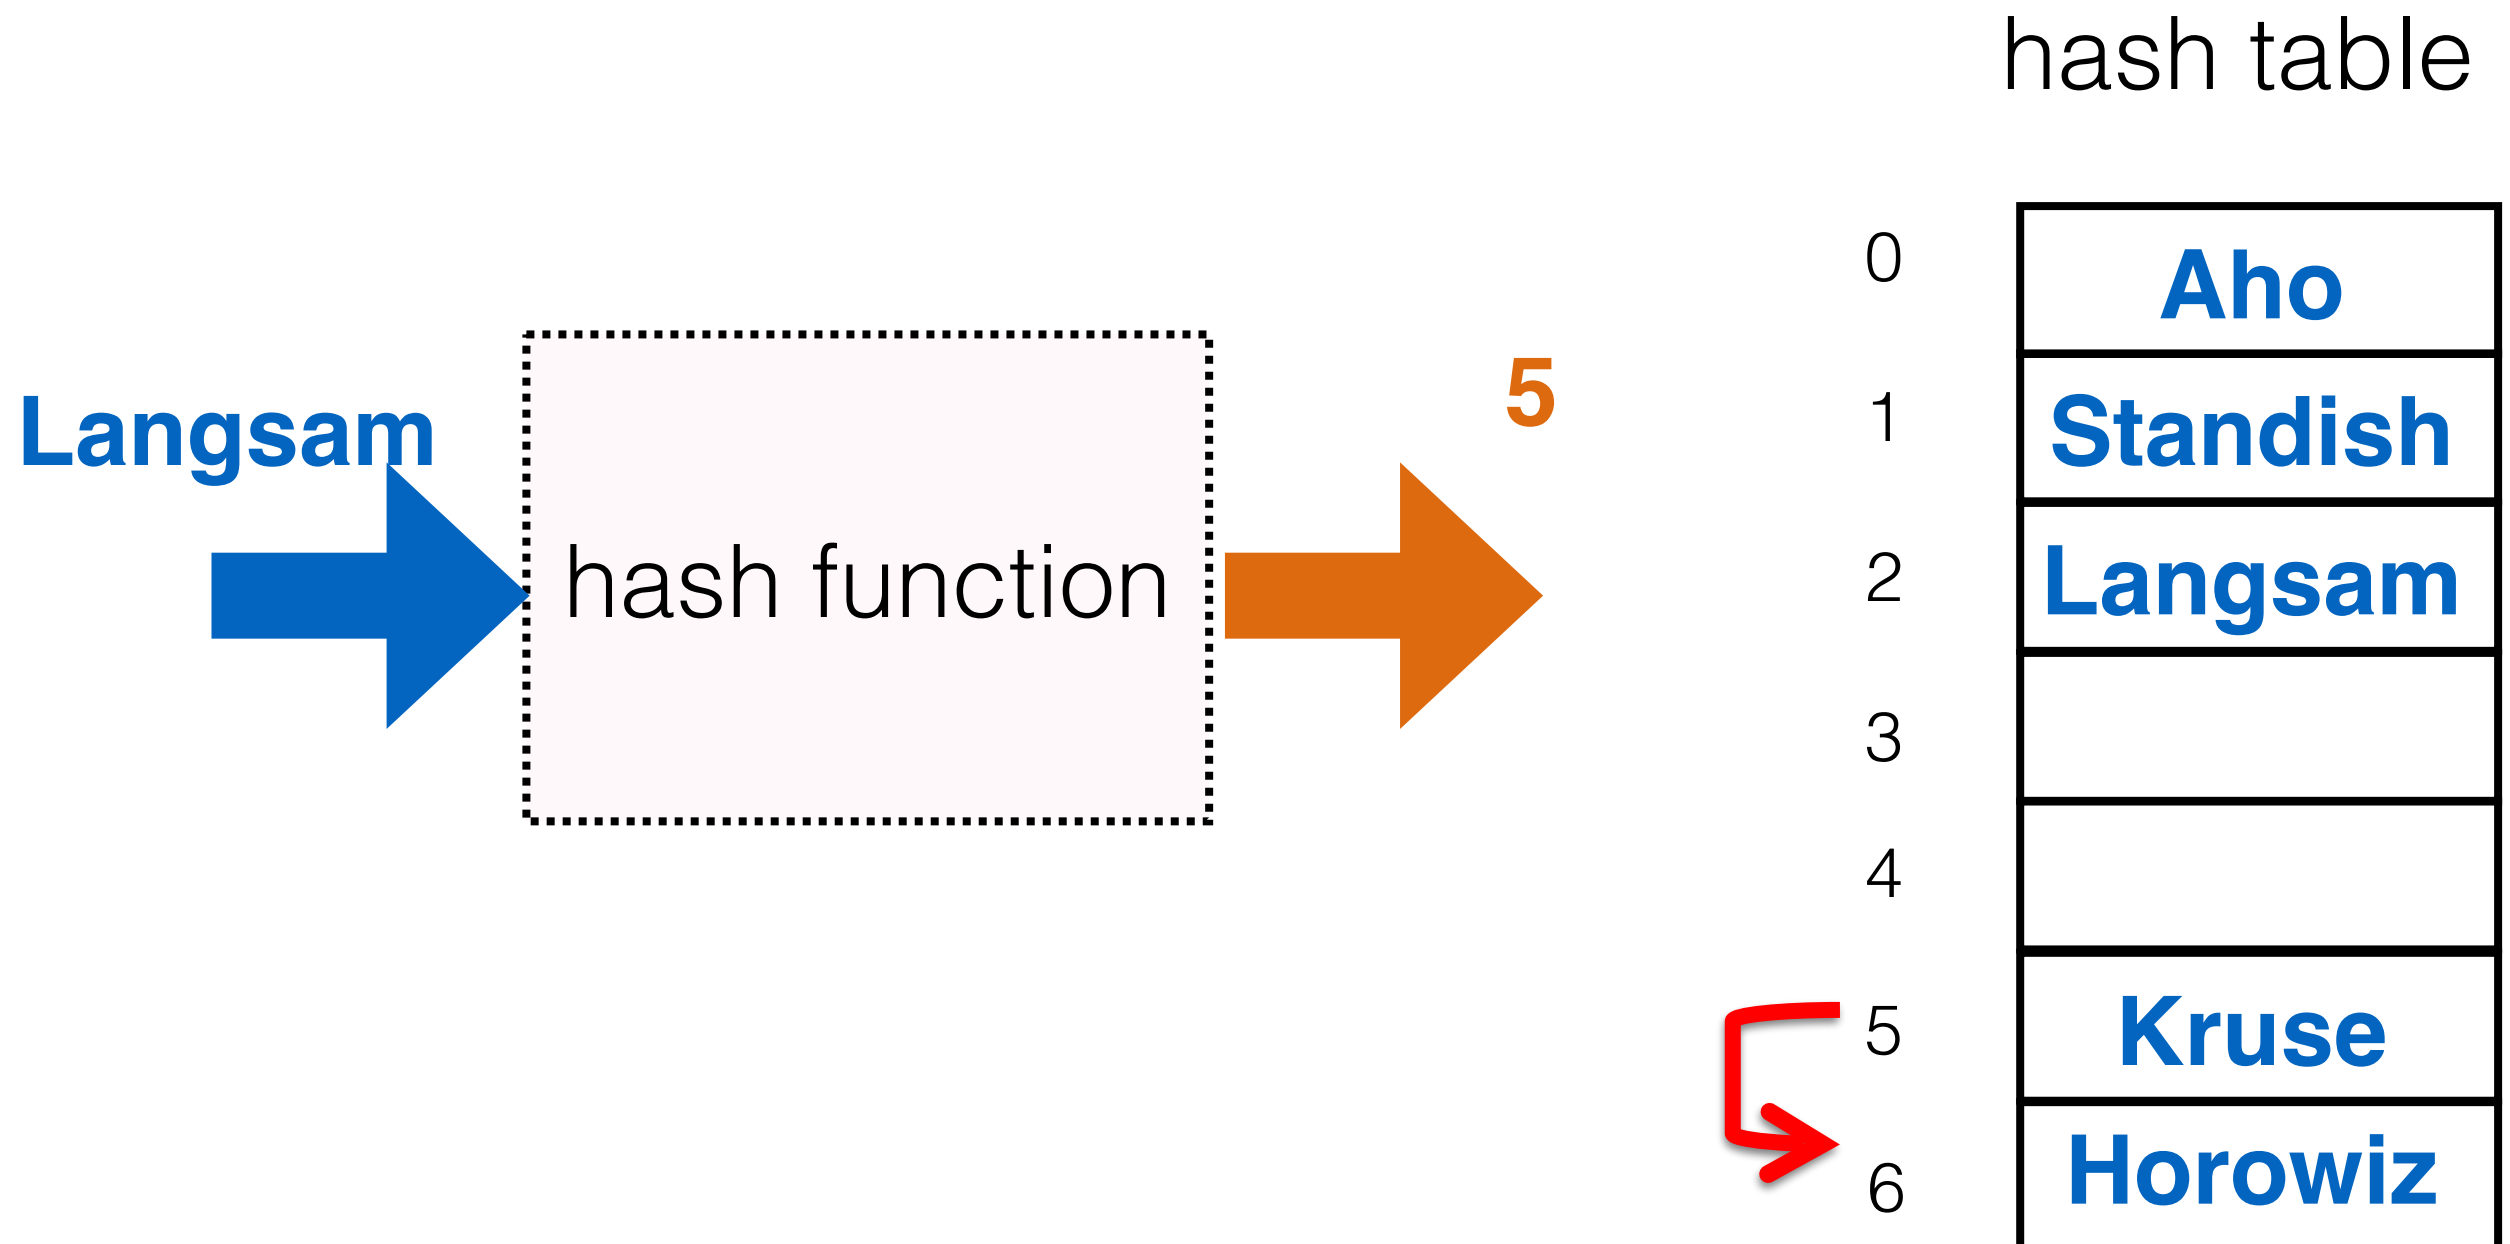 hash table
Langsam
hash function
5
0 Aho
1 Standish
2 Langsam
3
4
5 Kruse
6 Horowiz